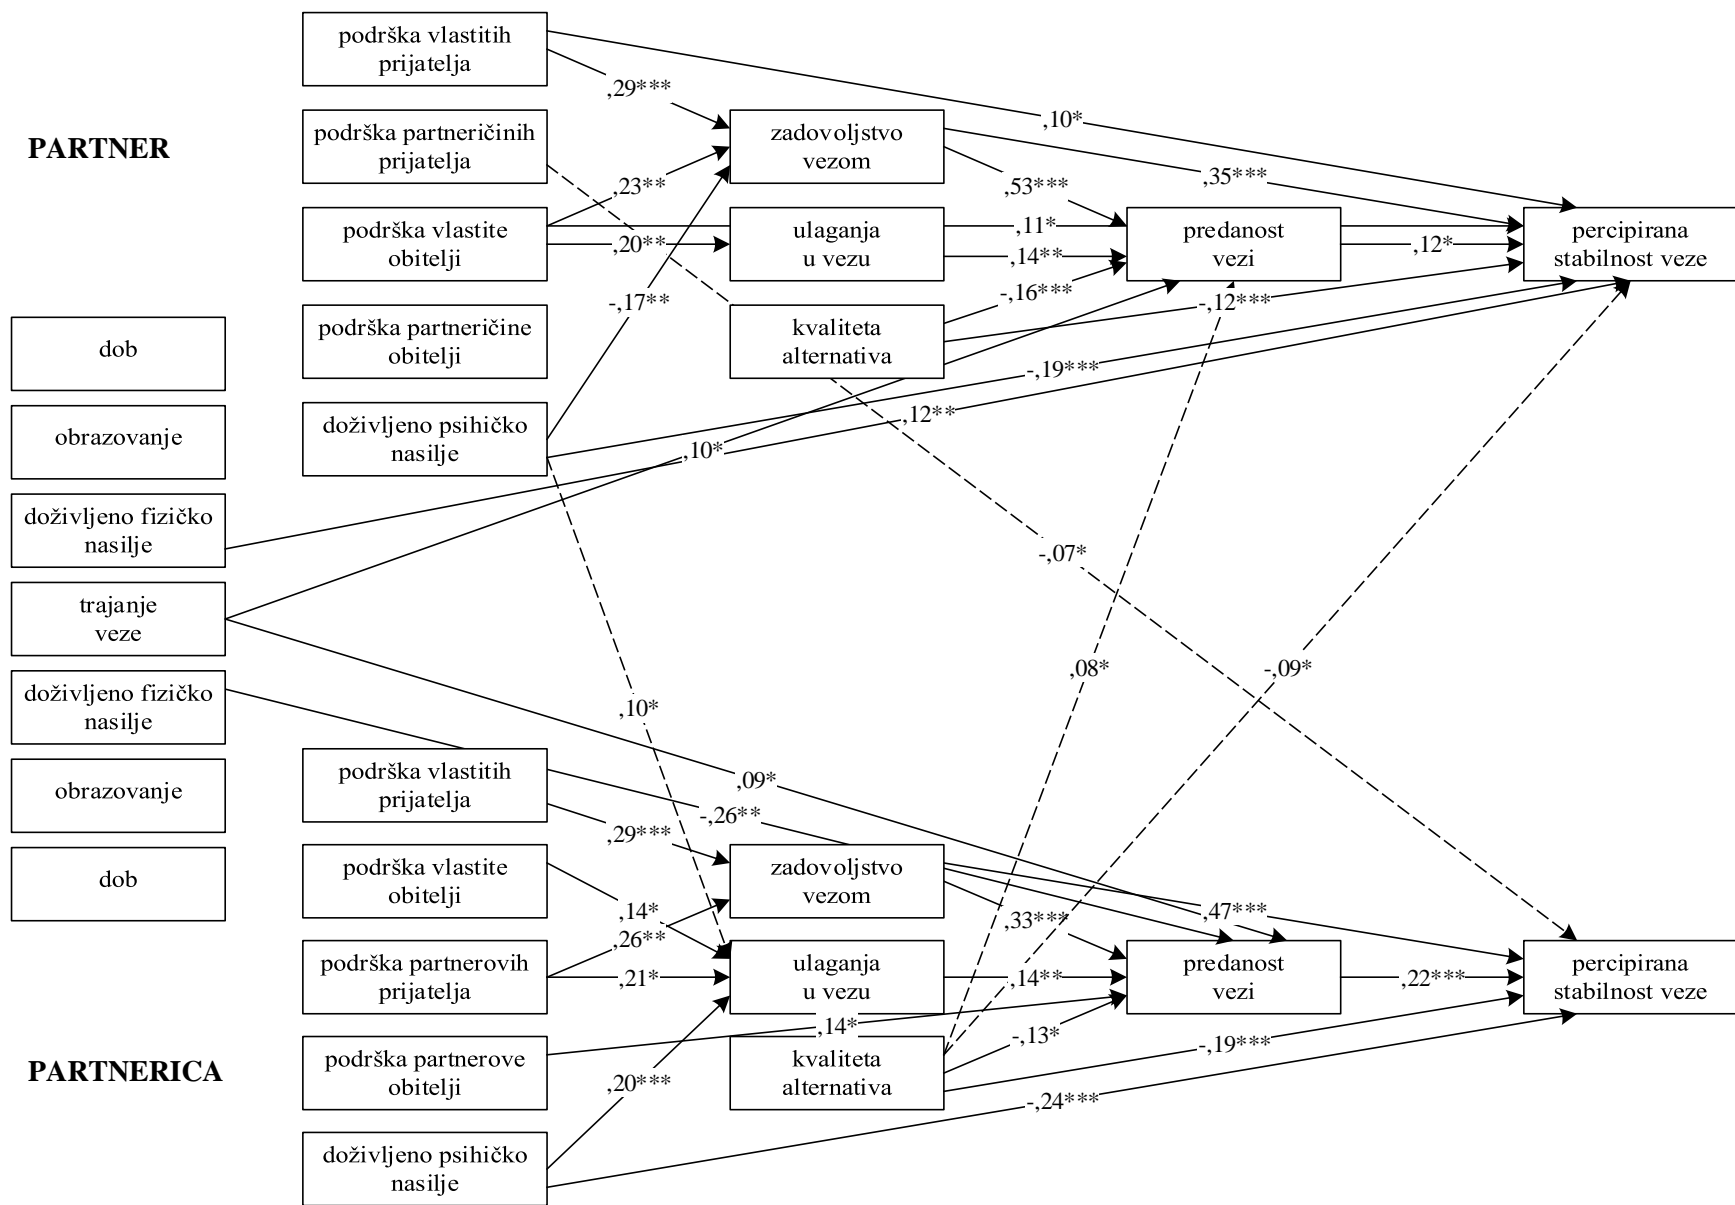 podrška vlastitih
prijatelja
,29***
,10*
PARTNER
podrška partneričinih
prijatelja
zadovoljstvo
vezom
,23**
,53***
,35***
podrška vlastite
obitelji
,20**
ulaganja
u vezu
,11*
,14**
predanost
vezi
,12*
percipirana
stabilnost veze
-,17**
-,16***
-,12***
podrška partneričine
obitelji
kvaliteta
alternativa
dob
-,19***
,12**
obrazovanje
doživljeno psihičko
nasilje
,10*
doživljeno fizičko
nasilje
-,07*
trajanje
veze
,08*
-,09*
doživljeno fizičko
nasilje
,10*
podrška vlastitih
prijatelja
,09*
-,26**
,29***
obrazovanje
podrška vlastite
obitelji
zadovoljstvo
vezom
dob
,14*
,26**
,33***
,47***
podrška partnerovih
prijatelja
,21*
ulaganja
u vezu
,14**
predanost
vezi
,22***
percipirana
stabilnost veze
,14*
-,13*
-,19***
PARTNERICA
podrška partnerove
obitelji
kvaliteta
alternativa
,20***
-,24***
doživljeno psihičko
nasilje